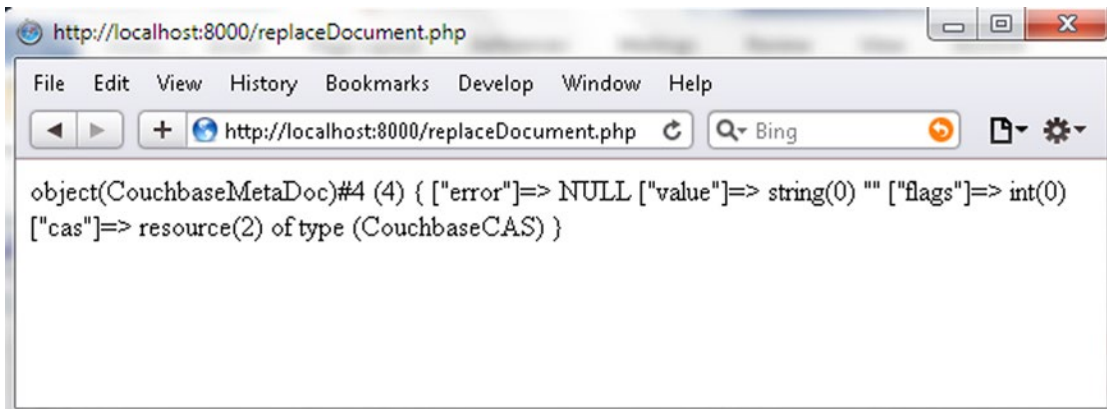 http://localhost:8000/replaceDocument.php
File Edit View History Bookmarks Develop Window Help
http://localhost:8000/replaceDocument.php Bing
object(CouchbaseMetaDoc)#4 (4) { ["error"]=> NULL ["value"]=> string(0) "" ["flags"]=> int(0)
["cas"]=> resource(2) of type (CouchbaseCAS) }